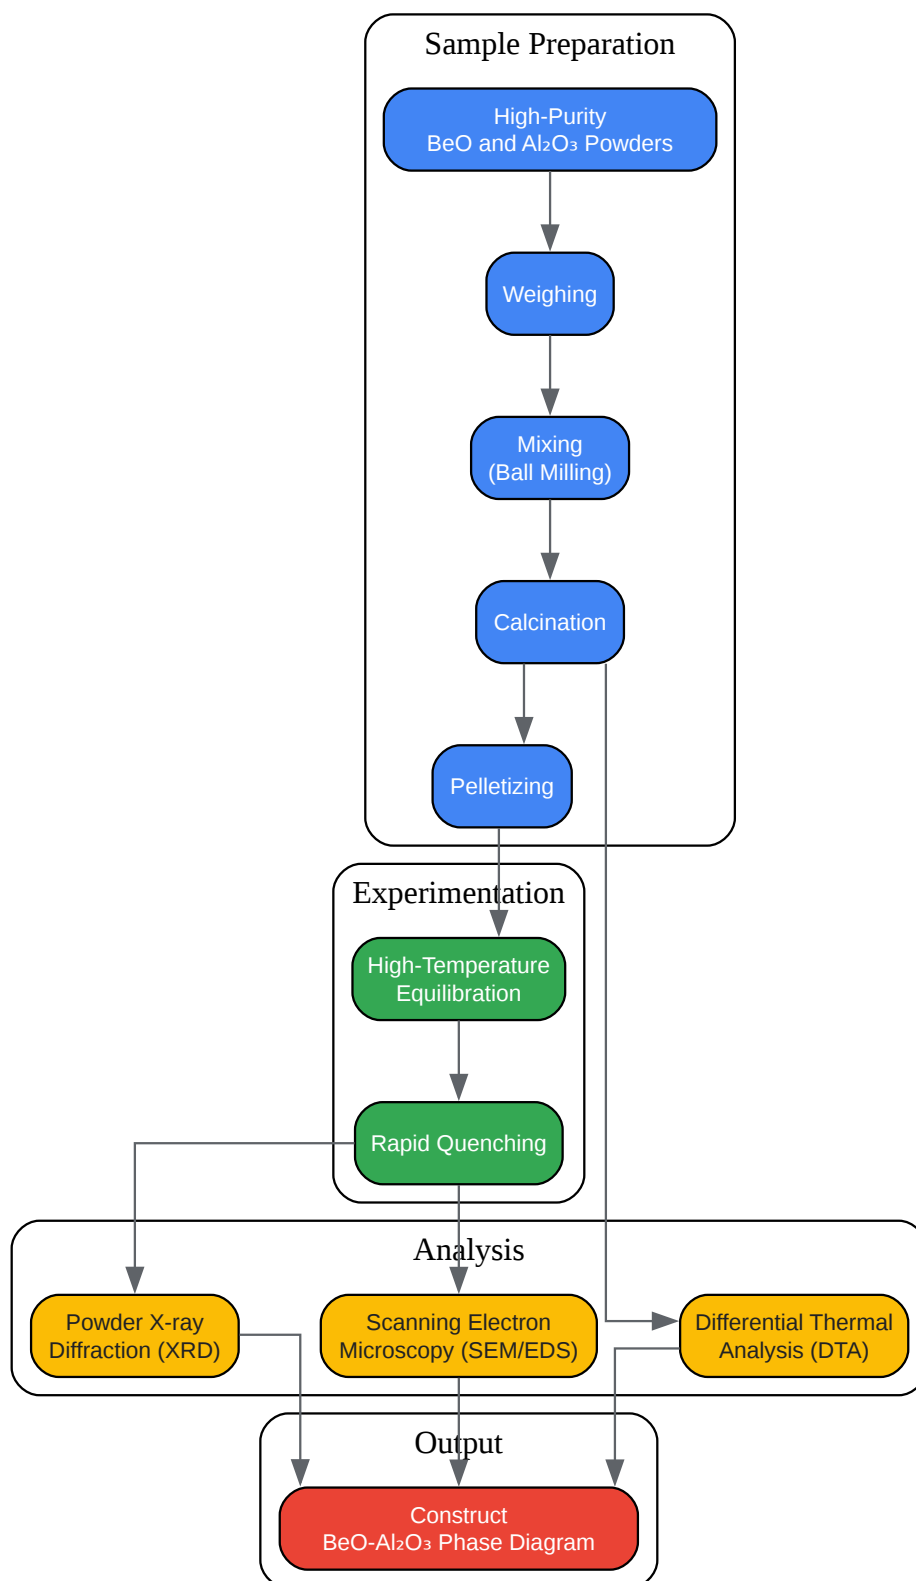 Sample Preparation
High-Purity
BeO and Al₂O₃ Powders
Weighing
Mixing
(Ball Milling)
Calcination
Pelletizing
Experimentation
High-Temperature
Equilibration
Rapid Quenching
Analysis
Powder X-ray
Diffraction (XRD)
Scanning Electron
Microscopy (SEM/EDS)
Differential Thermal
Analysis (DTA)
Output
Construct
BeO-Al₂O₃ Phase Diagram